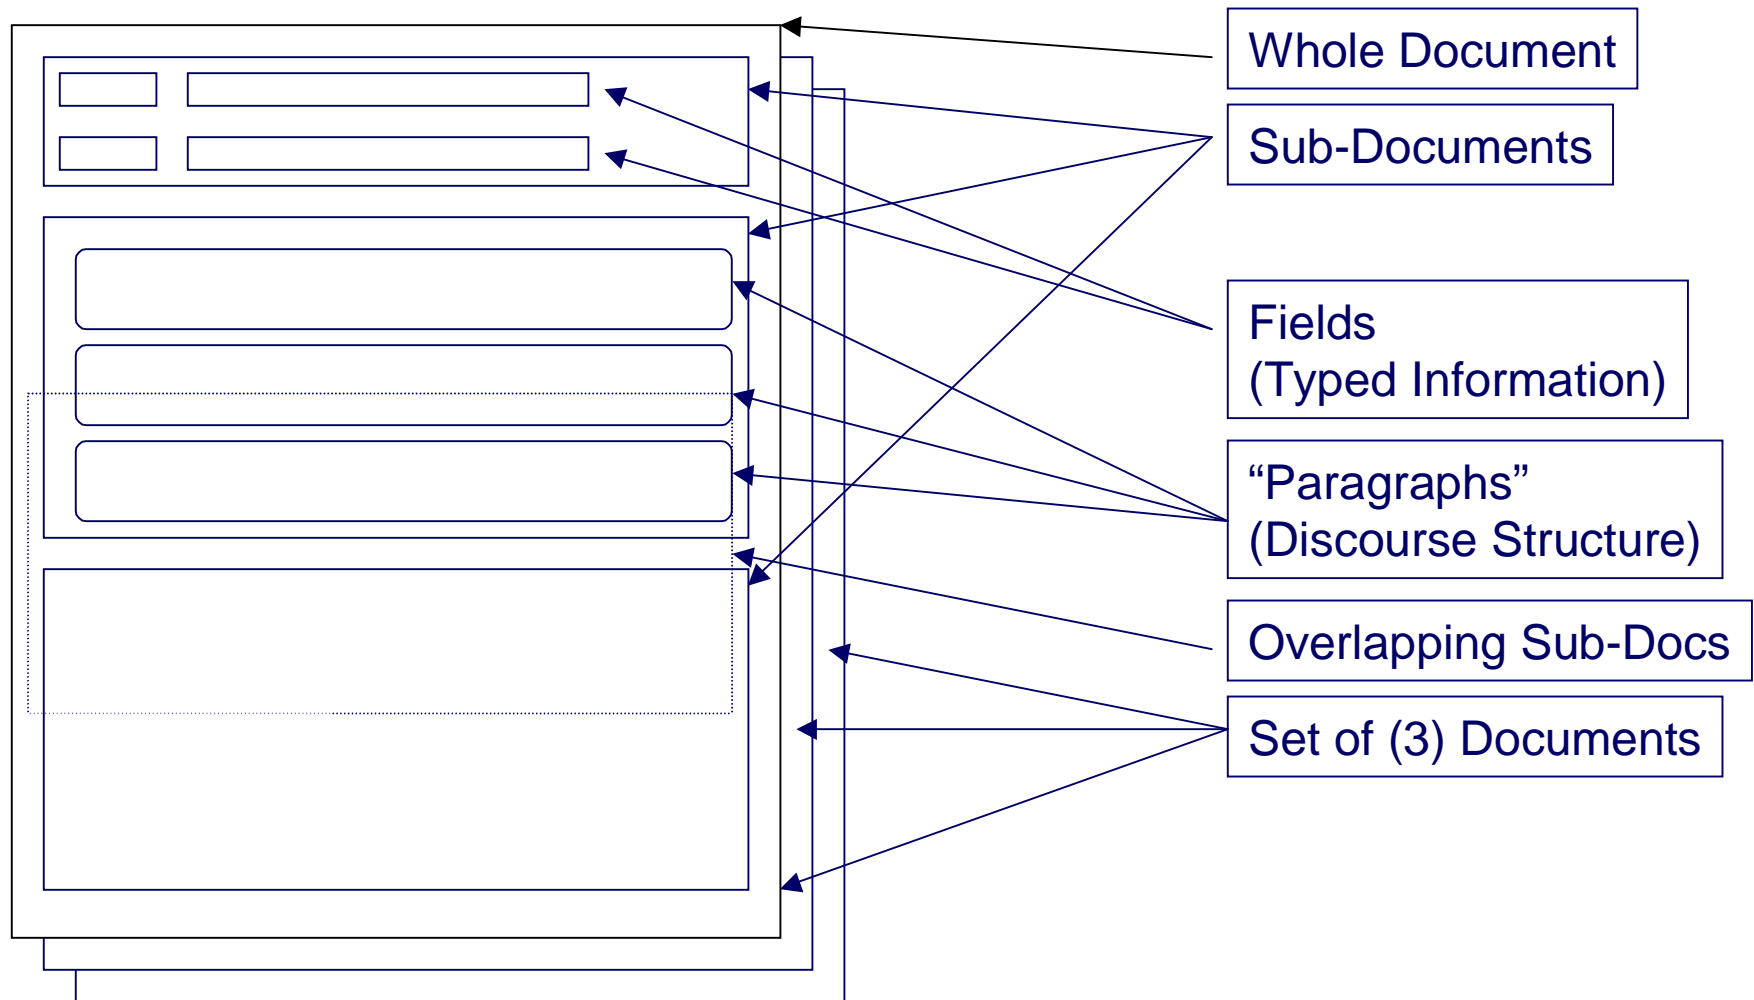 Whole Document
Sub-Documents
Fields
(Typed Information)
“Paragraphs”
(Discourse Structure)
Overlapping Sub-Docs
Set of (3) Documents